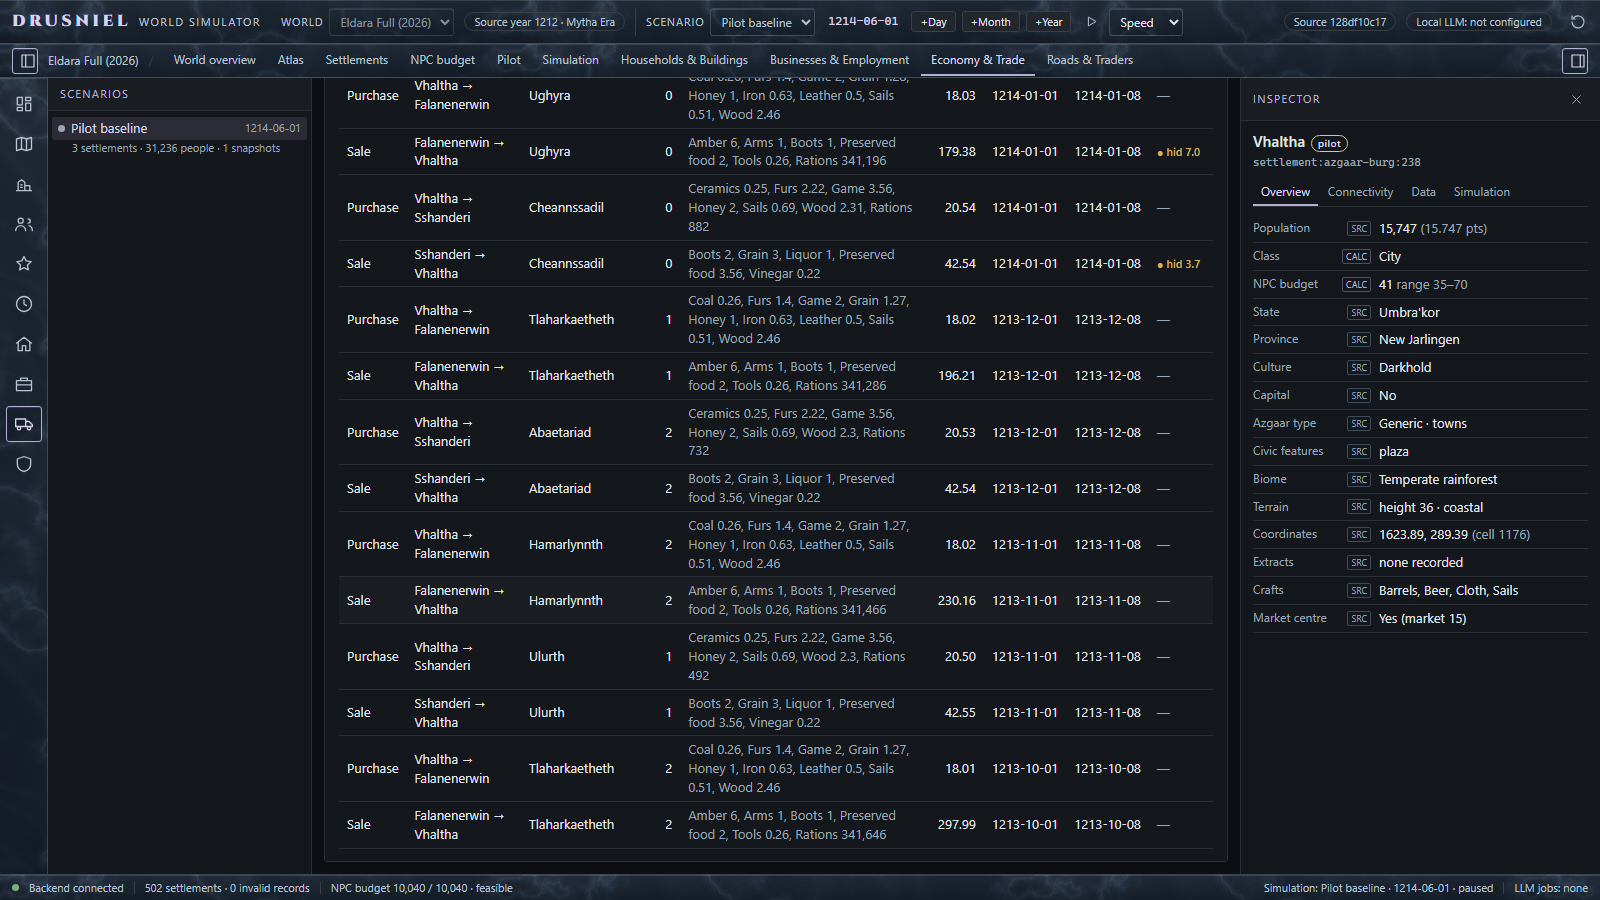 DRUSNIEL WORLD SIMULATOR WORLD Eldara Full (2026) Source year 1212 · Mytha Era SCENARIO Pilot baseline 1214-06-01 +Day +Month +Year Speed Source 128df10c17 Local LLM: not configured
Eldara Full (2026) / World overview Atlas Settlements NPC budget Pilot Simulation Households & Buildings Businesses & Employment Economy & Trade Roads & Traders
SCENARIOS
Pilot baseline 1214-06-01
3 settlements · 31,236 people · 1 snapshots
Coal 0.26, Furs 1.4, Game 2, Grain 1.28,
Purchase Vhaltha → Falanenerwin Ughyra 0 Honey 1, Iron 0.63, Leather 0.5, Sails 18.03 1214-01-01 1214-01-08 —
0.51, Wood 2.46
Sale Falanenerwin → Vhaltha Ughyra 0 Amber 6, Arms 1, Boots 1, Preserved 179.38 1214-01-01 1214-01-08 ● hid 7.0
food 2, Tools 0.26, Rations 341,196
Ceramics 0.25, Furs 2.22, Game 3.56,
Purchase Vhaltha → Sshanderi Cheannssadil 0 Honey 2, Sails 0.69, Wood 2.31, Rations 20.54 1214-01-01 1214-01-08 —
882
Sale Sshanderi → Vhaltha Cheannssadil 0 Boots 2, Grain 3, Liquor 1, Preserved 42.54 1214-01-01 1214-01-08 ● hid 3.7
food 3.56, Vinegar 0.22
Coal 0.26, Furs 1.4, Game 2, Grain 1.27,
Purchase Vhaltha → Falanenerwin Tlaharkaetheth 1 Honey 1, Iron 0.63, Leather 0.5, Sails 18.02 1213-12-01 1213-12-08 —
0.51, Wood 2.46
Sale Falanenerwin → Vhaltha Tlaharkaetheth 1 Amber 6, Arms 1, Boots 1, Preserved 196.21 1213-12-01 1213-12-08 —
food 2, Tools 0.26, Rations 341,286
Ceramics 0.25, Furs 2.22, Game 3.56,
Purchase Vhaltha → Sshanderi Abaetariad 2 Honey 2, Sails 0.69, Wood 2.3, Rations 20.53 1213-12-01 1213-12-08 —
732
Sale Sshanderi → Vhaltha Abaetariad 2 Boots 2, Grain 3, Liquor 1, Preserved 42.54 1213-12-01 1213-12-08 —
food 3.56, Vinegar 0.22
Coal 0.26, Furs 1.4, Game 2, Grain 1.27,
Purchase Vhaltha → Falanenerwin Hamarlynnth 2 Honey 1, Iron 0.63, Leather 0.5, Sails 18.02 1213-11-01 1213-11-08 —
0.51, Wood 2.46
Sale Falanenerwin → Vhaltha Hamarlynnth 2 Amber 6, Arms 1, Boots 1, Preserved 230.16 1213-11-01 1213-11-08 —
food 2, Tools 0.26, Rations 341,466
Ceramics 0.25, Furs 2.22, Game 3.56,
Purchase Vhaltha → Sshanderi Ulurth 1 Honey 2, Sails 0.69, Wood 2.3, Rations 20.50 1213-11-01 1213-11-08 —
492
Sale Sshanderi → Vhaltha Ulurth 1 Boots 2, Grain 3, Liquor 1, Preserved 42.55 1213-11-01 1213-11-08 —
food 3.56, Vinegar 0.22
Coal 0.26, Furs 1.4, Game 2, Grain 1.27,
Purchase Vhaltha → Falanenerwin Tlaharkaetheth 2 Honey 1, Iron 0.63, Leather 0.5, Sails 18.01 1213-10-01 1213-10-08 —
0.51, Wood 2.46
Sale Falanenerwin → Vhaltha Tlaharkaetheth 2 Amber 6, Arms 1, Boots 1, Preserved 297.99 1213-10-01 1213-10-08 —
food 2, Tools 0.26, Rations 341,646
INSPECTOR
Vhaltha pilot
settlement:azgaar-burg:238
Overview Connectivity Data Simulation
Population SRC 15,747 (15.747 pts)
Class CALC City
NPC budget CALC 41 range 35–70
State SRC Umbra'kor
Province SRC New Jarlingen
Culture SRC Darkhold
Capital SRC No
Azgaar type SRC Generic · towns
Civic features SRC plaza
Biome SRC Temperate rainforest
Terrain SRC height 36 · coastal
Coordinates SRC 1623.89, 289.39 (cell 1176)
Extracts SRC none recorded
Crafts SRC Barrels, Beer, Cloth, Sails
Market centre SRC Yes (market 15)
Backend connected 502 settlements · 0 invalid records NPC budget 10,040 / 10,040 · feasible Simulation: Pilot baseline · 1214-06-01 · paused LLM jobs: none